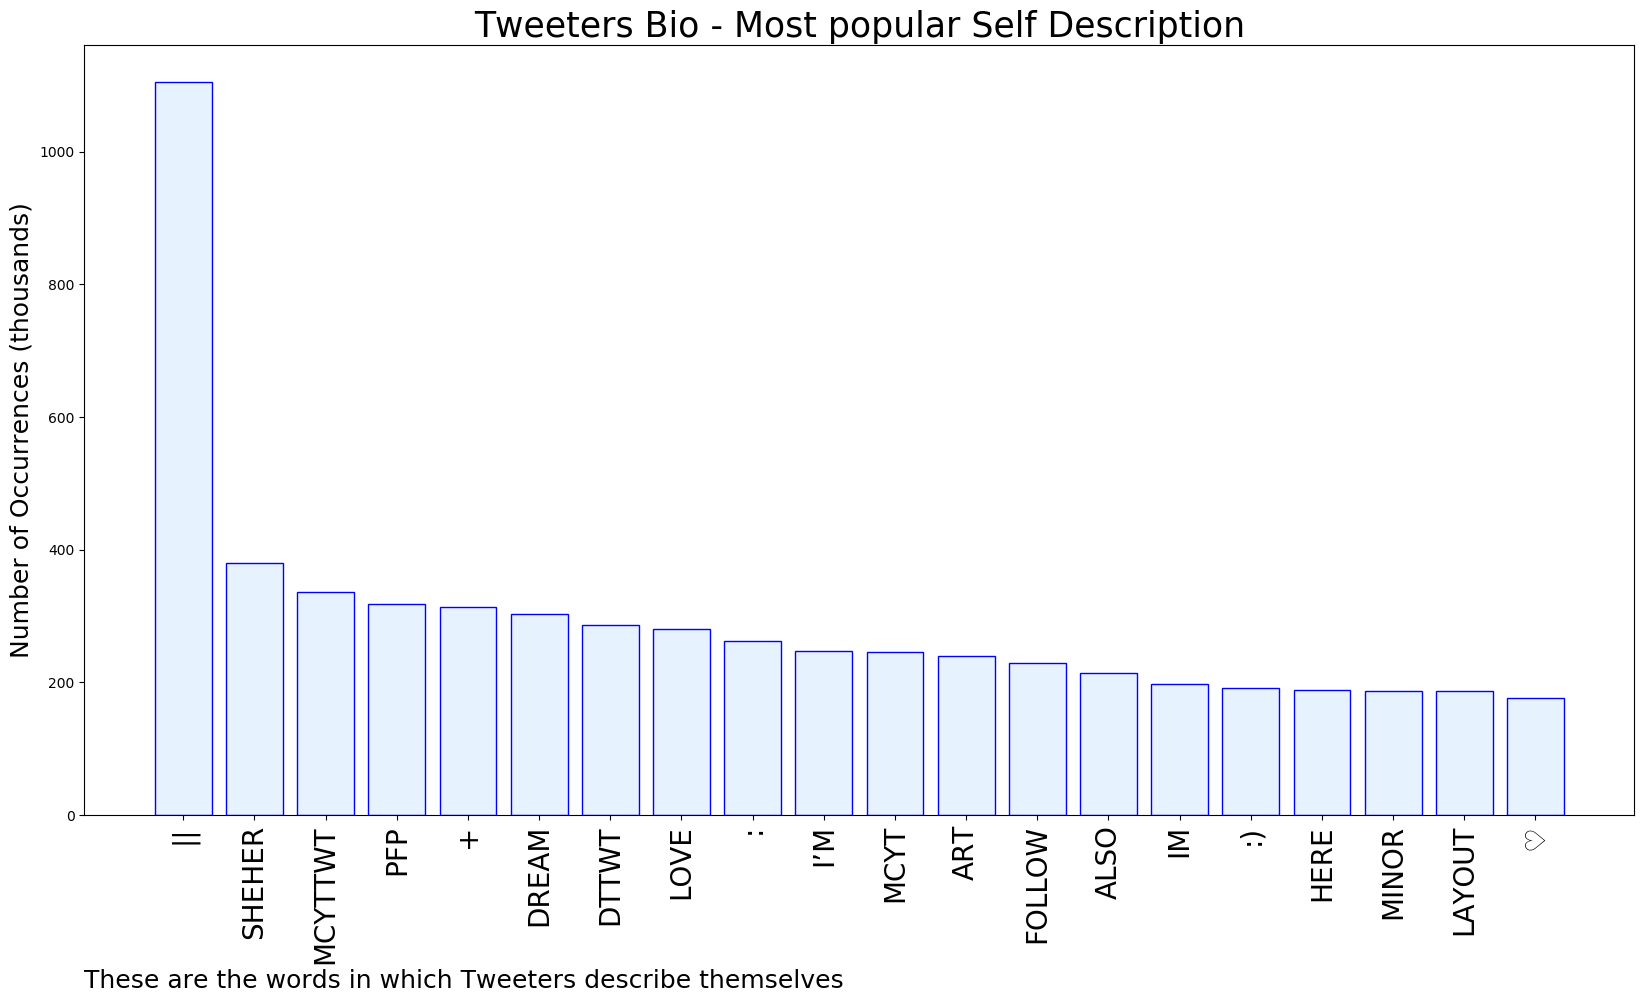 Tweeters Bio - Most popular Self Description
Number of Occurrences (thousands)
1000
800
600
400
200
0
||
SHEHER
MCYTTWT
PFP
+
DREAM
DTTWT
LOVE
:
I’M
MCYT
ART
FOLLOW
ALSO
IM
:)
HERE
MINOR
LAYOUT
♡
These are the words in which Tweeters describe themselves